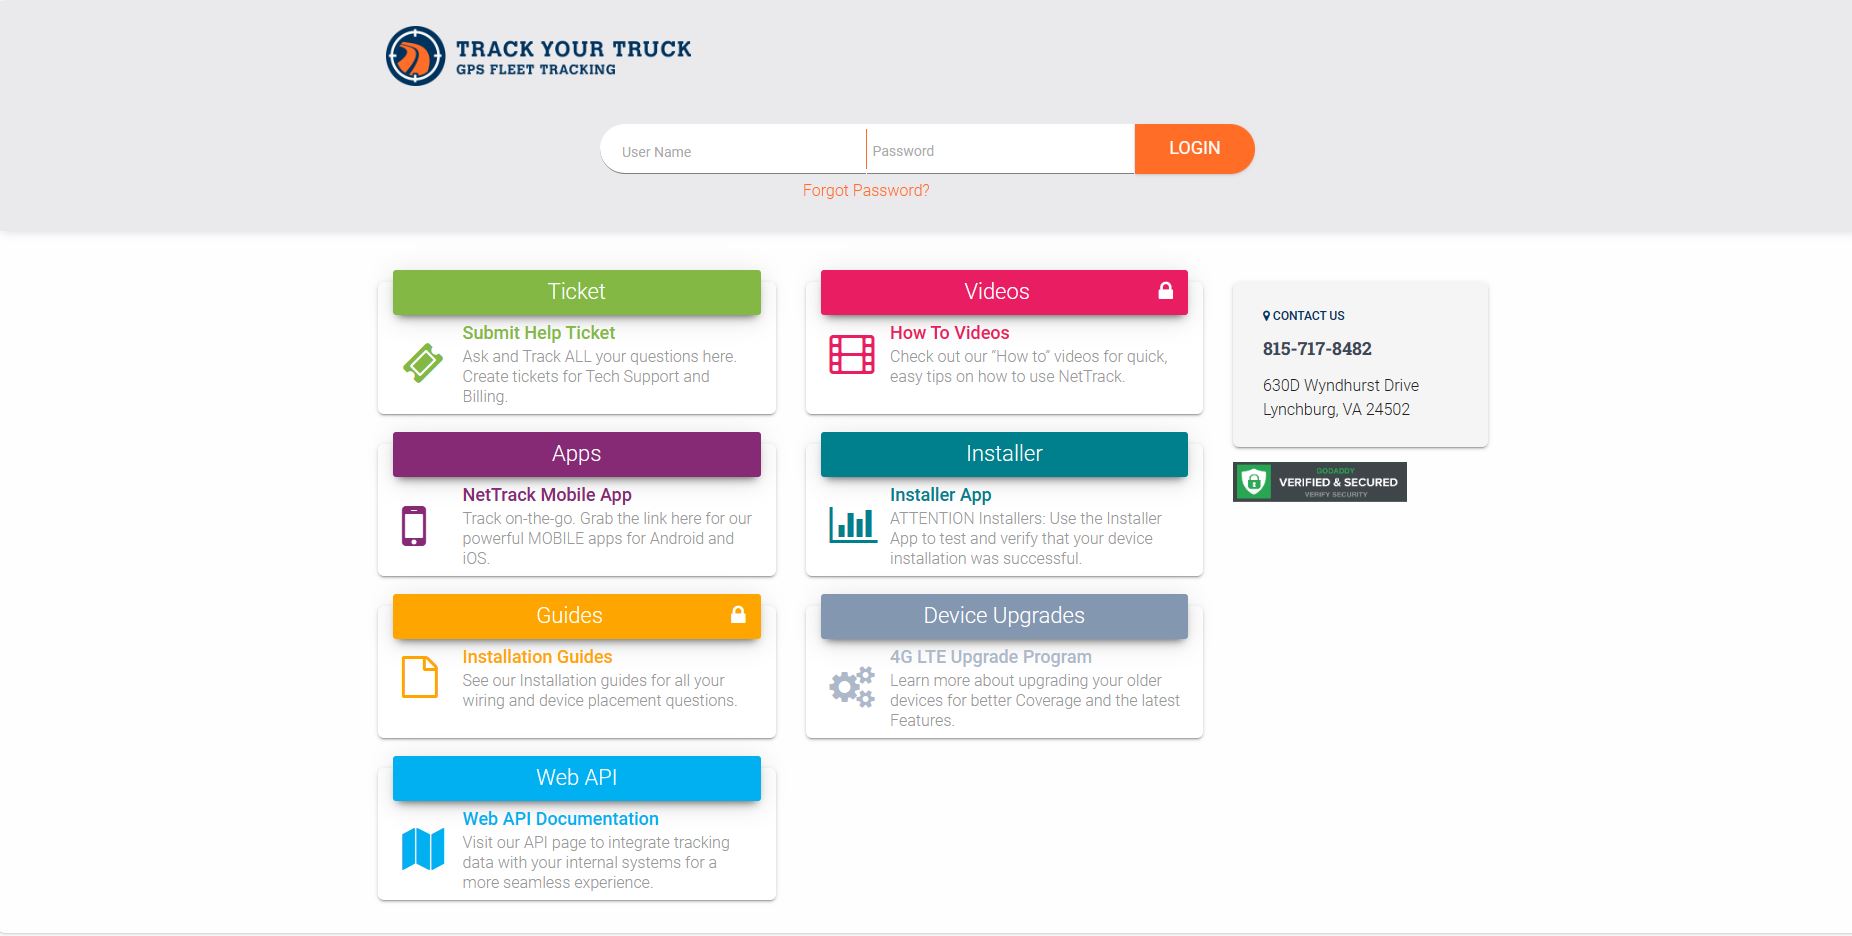 TRACK YOUR TRUCK
GPS FLEET TRACKING
User Name
Password
LOGIN
Forgot Password?
Ticket
Submit Help Ticket
Ask and Track ALL your questions here.
Create tickets for Tech Support and
Billing.
Videos
How To Videos
Check out our "How to" videos for quick,
easy tips on how to use NetTrack.
CONTACT US
815-717-8482
630D Wyndhurst Drive
Lynchburg, VA 24502
GODADDY
VERIFIED & SECURED
VERIFY SECURITY
Apps
NetTrack Mobile App
Track on-the-go. Grab the link here for our
powerful MOBILE apps for Android and
iOS.
Installer
Installer App
ATTENTION Installers: Use the Installer
App to test and verify that your device
installation was successful.
Guides
Installation Guides
See our Installation guides for all your
wiring and device placement questions.
Device Upgrades
4G LTE Upgrade Program
Learn more about upgrading your older
devices for better Coverage and the latest
Features.
Web API
Web API Documentation
Visit our API page to integrate tracking
data with your internal systems for a
more seamless experience.